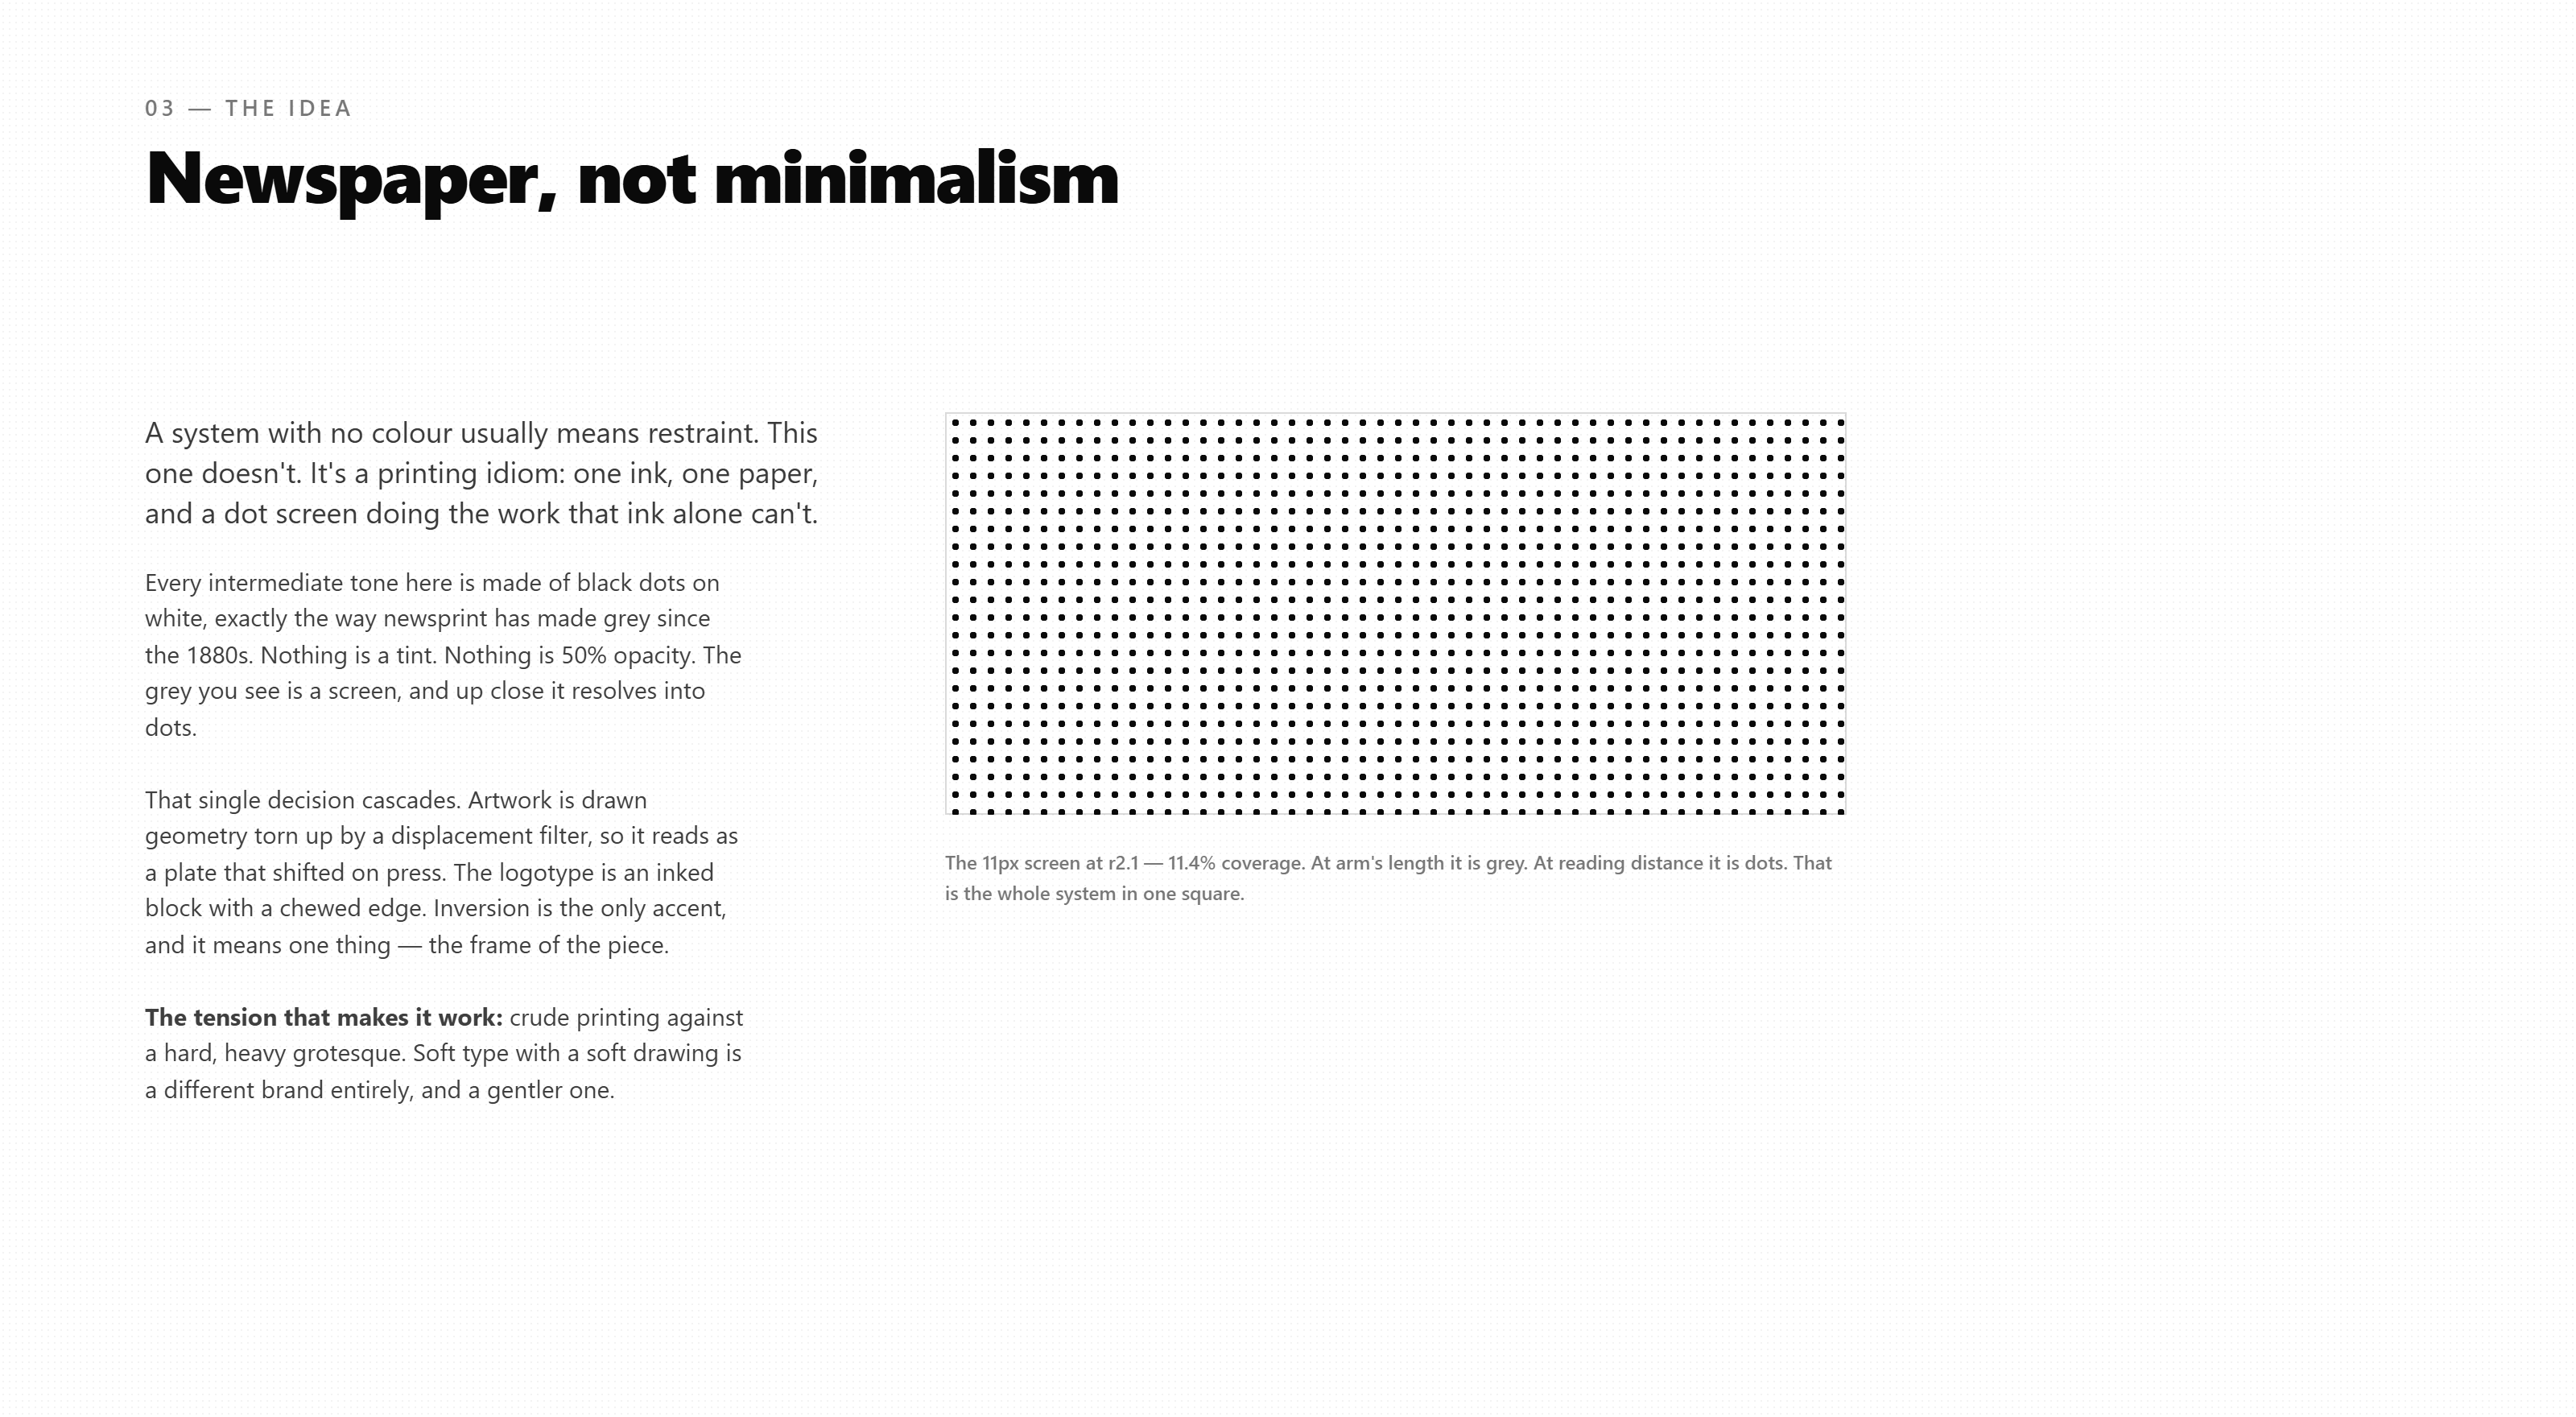 03 — THE IDEA
Newspaper, not minimalism
A system with no colour usually means restraint. This
one doesn't. It's a printing idiom: one ink, one paper,
and a dot screen doing the work that ink alone can't.
Every intermediate tone here is made of black dots on
white, exactly the way newsprint has made grey since
the 1880s. Nothing is a tint. Nothing is 50% opacity. The
grey you see is a screen, and up close it resolves into
dots.
That single decision cascades. Artwork is drawn
geometry torn up by a displacement filter, so it reads as
a plate that shifted on press. The logotype is an inked
block with a chewed edge. Inversion is the only accent,
and it means one thing — the frame of the piece.
The tension that makes it work: crude printing against
a hard, heavy grotesque. Soft type with a soft drawing is
a different brand entirely, and a gentler one.
The 11px screen at r2.1 — 11.4% coverage. At arm's length it is grey. At reading distance it is dots. That
is the whole system in one square.